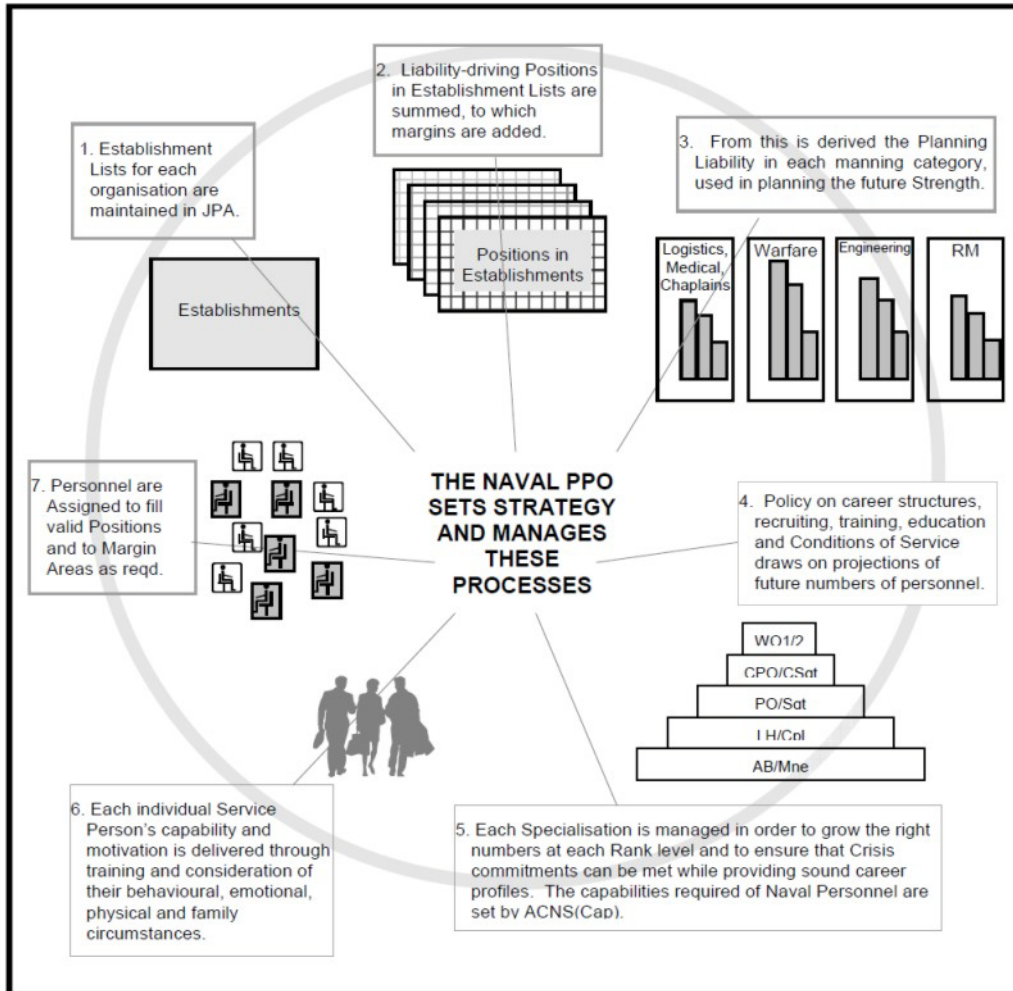 1. Establishment
Lists for each
organisation are
maintained in JPA.
2. Liability-driving Positions
in Establishment Lists are
summed, to which
margins are added.
3. From this is derived the Planning
Liability in each manning category,
used in planning the future Strength.
Establishments
Positions in
Establishments
Logistics,
Medical,
Chaplains
Warfare
Engineering
RM
7. Personnel are
Assigned to fill
valid Positions
and to Margin
Areas as reqd.
THE NAVAL PPO
SETS STRATEGY
AND MANAGES
THESE
PROCESSES
4. Policy on career structures,
recruiting, training, education
and Conditions of Service
draws on projections of
future numbers of personnel.
WO1/2
CPO/CSgt
PO/Sgt
LH/Cpl
AB/Mne
6. Each individual Service
Person's capability and
motivation is delivered through
training and consideration of
their behavioural, emotional,
physical and family
circumstances.
5. Each Specialisation is managed in order to grow the right
numbers at each Rank level and to ensure that Crisis
commitments can be met while providing sound career
profiles. The capabilities required of Naval Personnel are
set by ACNS(Cap).